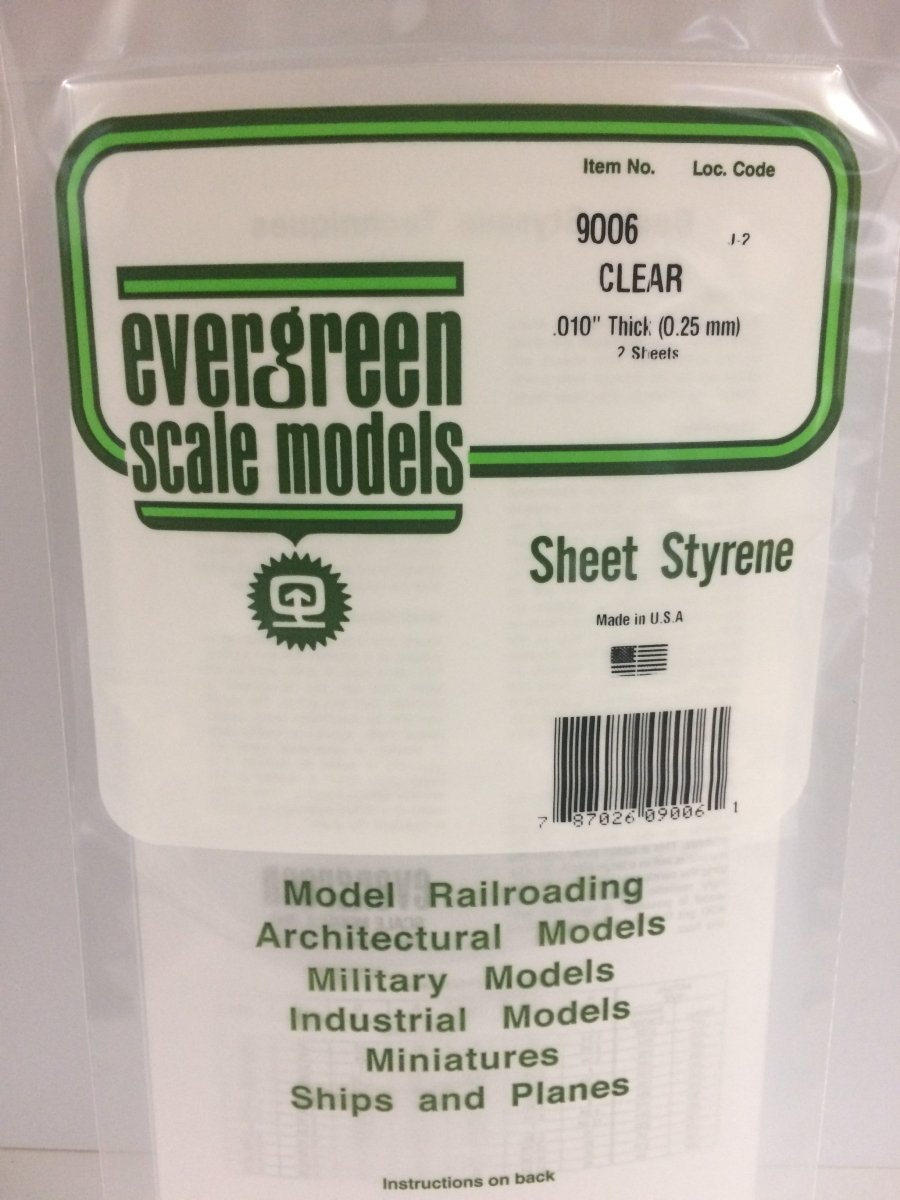 Item No. Loc. Code
9006 J-2
CLEAR
.010" Thick (0.25 mm)
2 Sheets
evergreen
scale models
Sheet Styrene
Made in U.S.A
7 87026 09006 1
Model Railroading
Architectural Models
Military Models
Industrial Models
Miniatures
Ships and Planes
Instructions on back